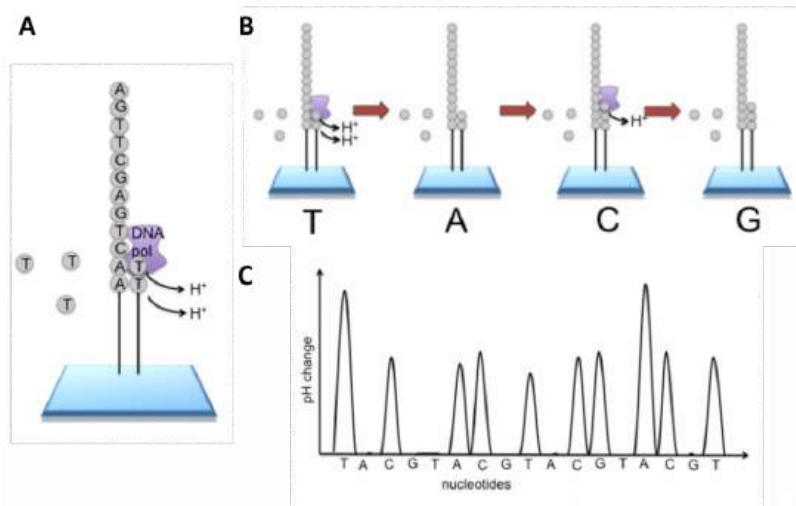 A
A
G
T
T
C
G
A
G
T DNA
C pol
T T A T
A T H⁺
T H⁺
B
H⁺ H⁺
H⁺
T A C G
C
pH change
T A C G T A C G T A C G T A C G T
nucleotides